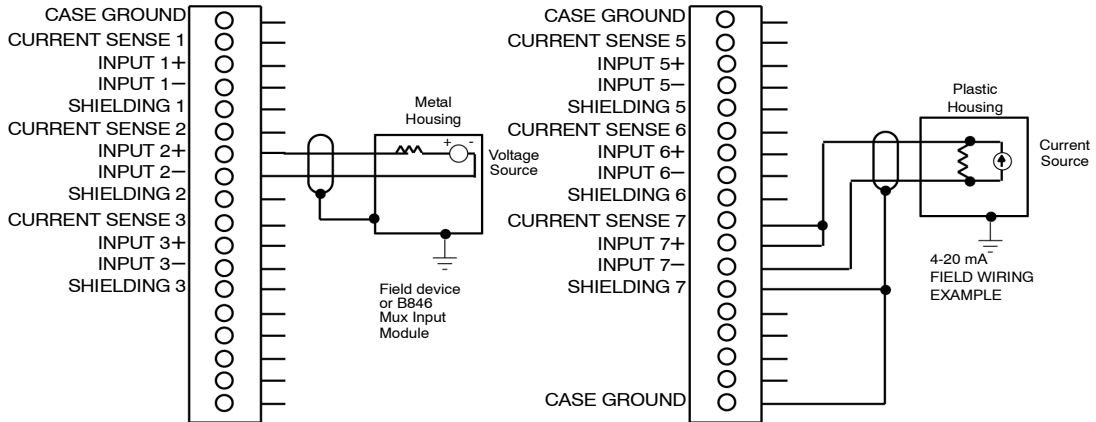 CASE GROUND
CURRENT SENSE 1
INPUT 1+
INPUT 1−
SHIELDING 1
CURRENT SENSE 2
INPUT 2+
INPUT 2−
SHIELDING 2
CURRENT SENSE 3
INPUT 3+
INPUT 3−
SHIELDING 3
Metal
Housing
+ -
Voltage
Source
Field device
or B846
Mux Input
Module
CASE GROUND
CURRENT SENSE 5
INPUT 5+
INPUT 5−
SHIELDING 5
CURRENT SENSE 6
INPUT 6+
INPUT 6−
SHIELDING 6
CURRENT SENSE 7
INPUT 7+
INPUT 7−
SHIELDING 7
CASE GROUND
Plastic
Housing
Current
Source
4-20 mA
FIELD WIRING
EXAMPLE